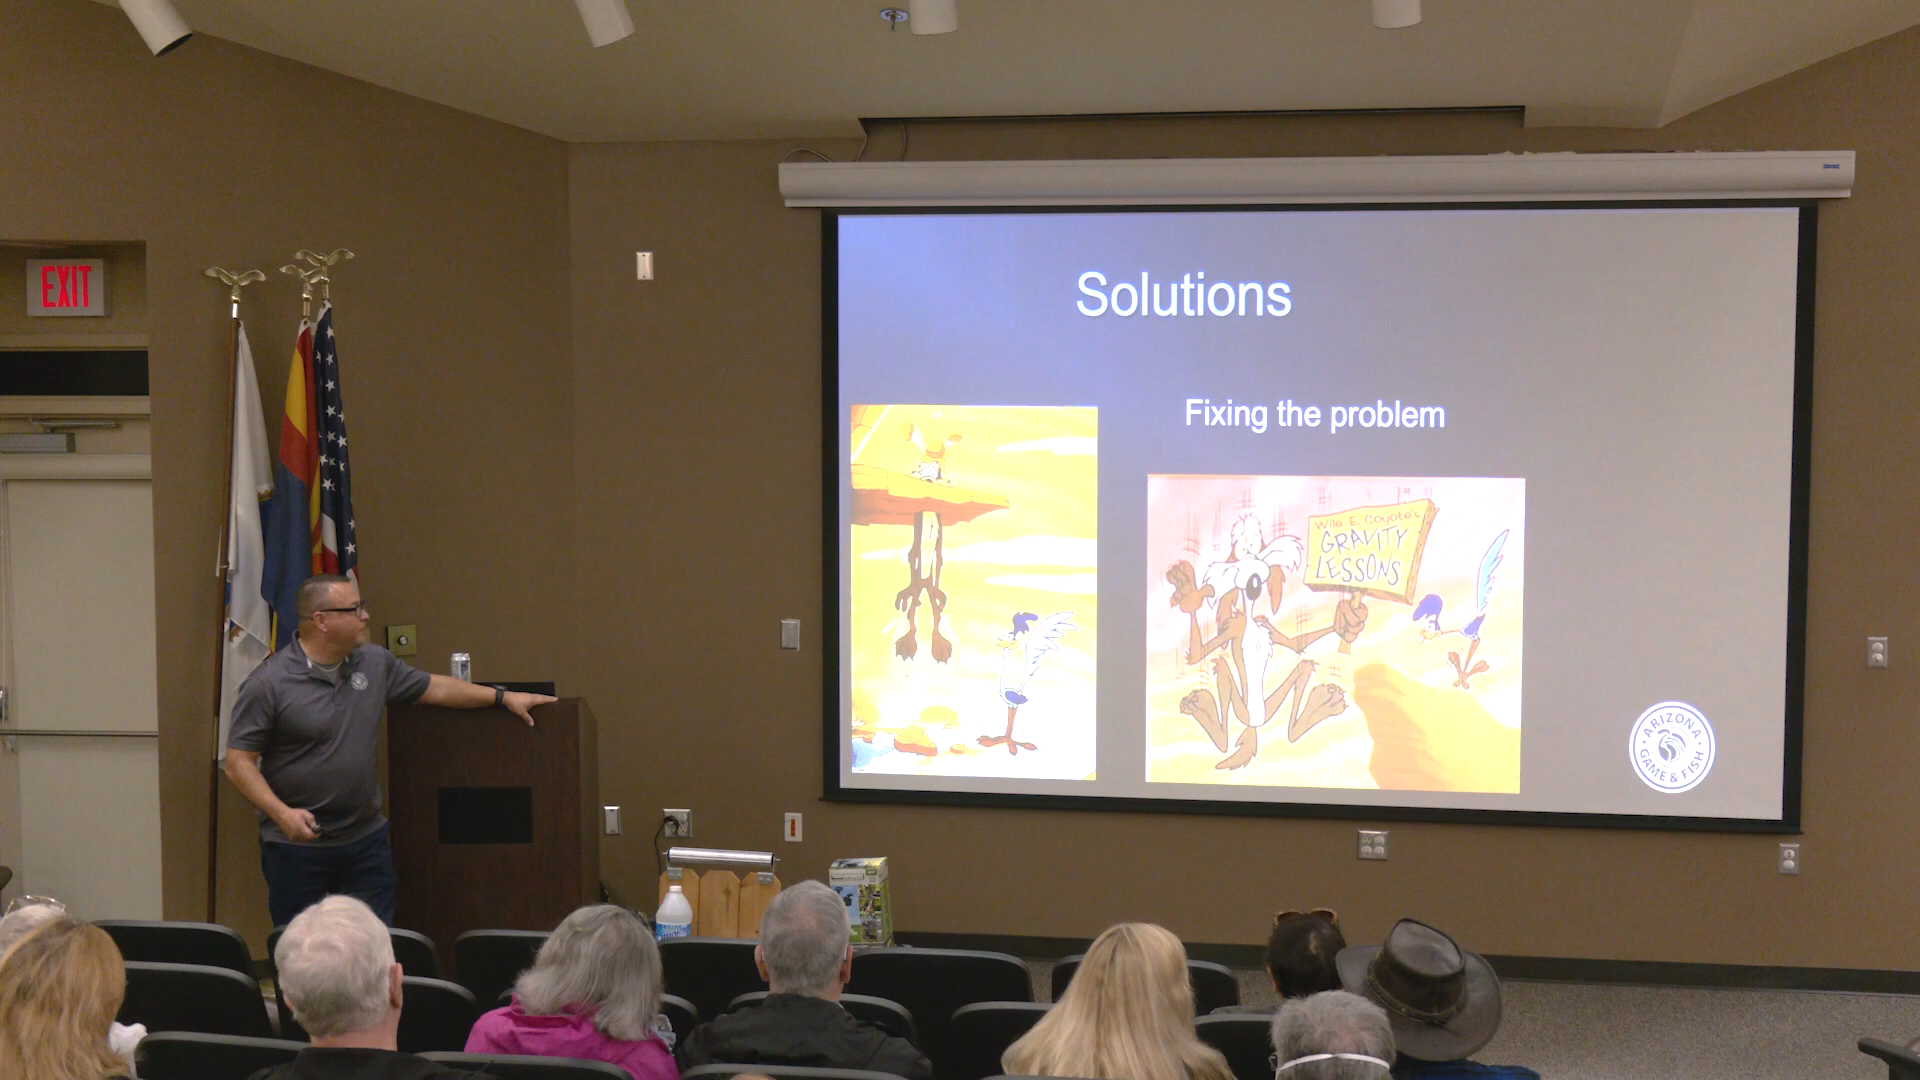 EXIT
Solutions
Fixing the problem
Wile E. Coyote's
GRAVITY
LESSONS
ARIZONA
GAME & FISH